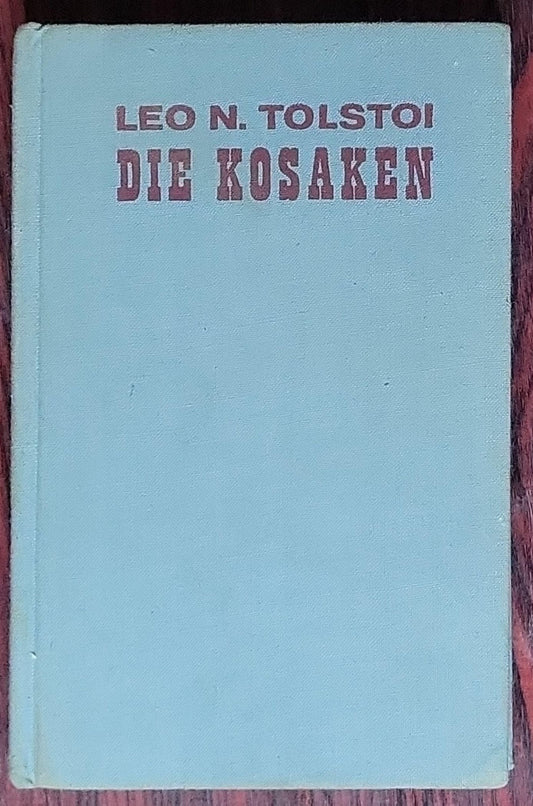 LEO N. TOLSTOI
DIE KOSAKEN